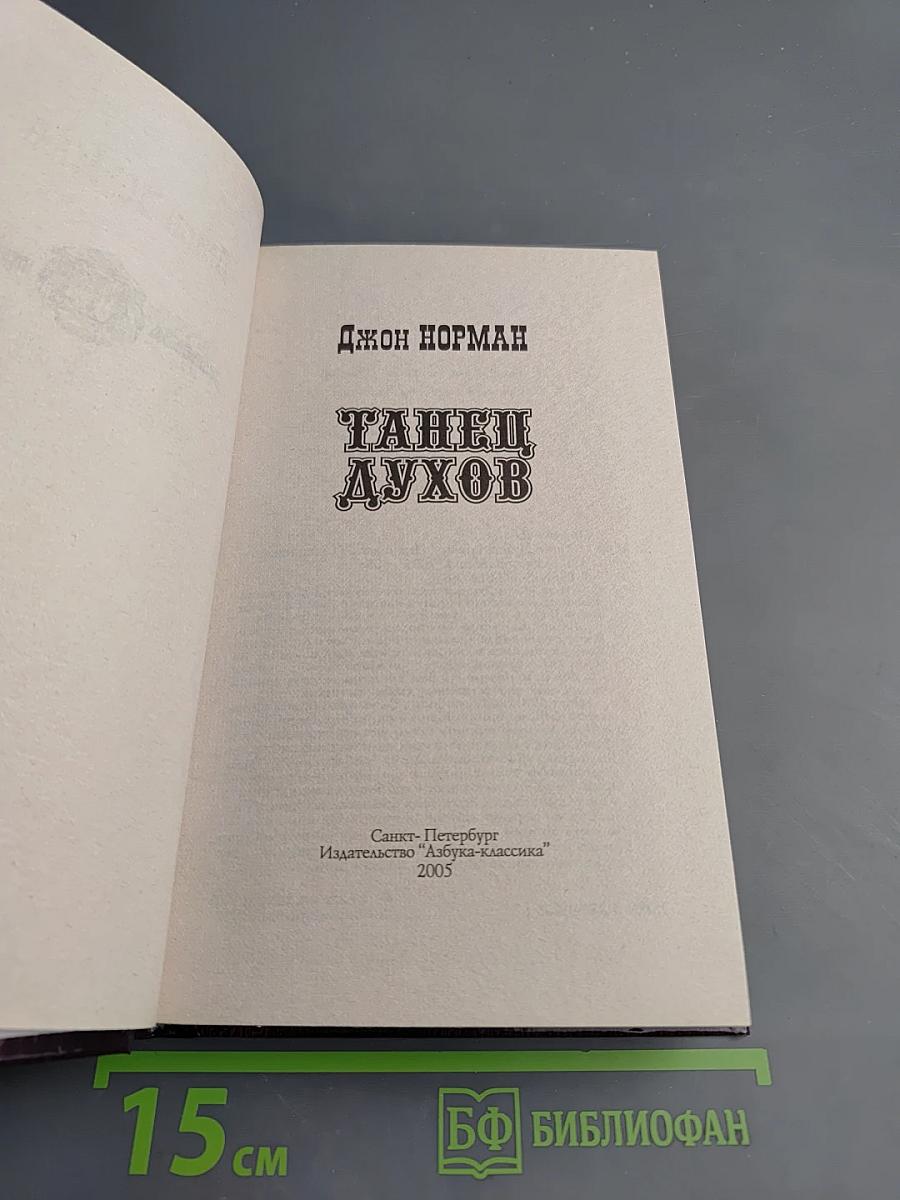 Джон НОРМАН
ТАНЕЦ
ДУХОВ
Санкт- Петербург
Издательство "Азбука-классика"
2005
15 см
БФ БИБЛИОФАН